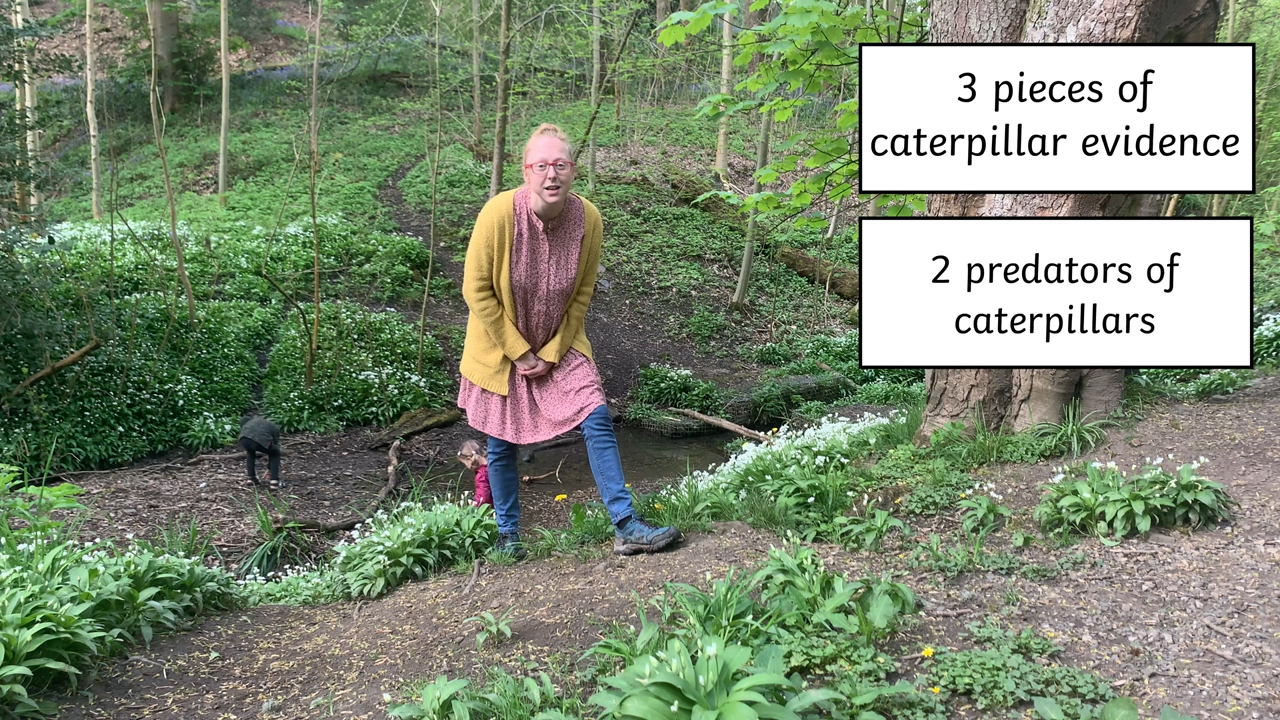 3 pieces of
caterpillar evidence
2 predators of
caterpillars